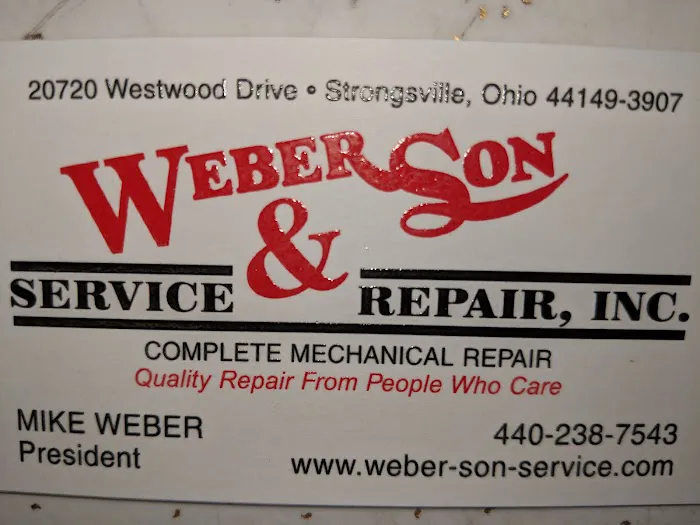 20720 Westwood Drive • Strongsville, Ohio 44149-3907
WEBER SON
&
SERVICE REPAIR, INC.
COMPLETE MECHANICAL REPAIR
Quality Repair From People Who Care
MIKE WEBER
440-238-7543
President
www.weber-son-service.com